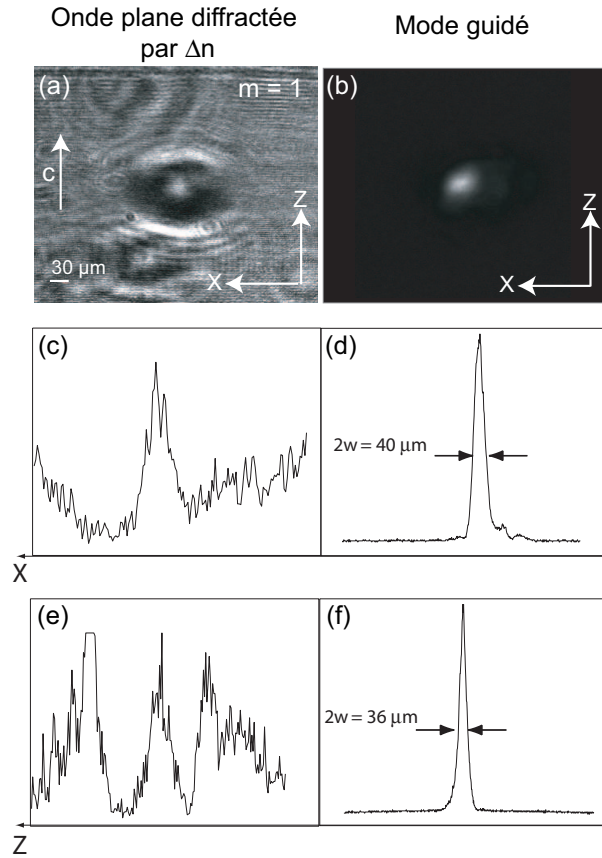 Onde plane diffractée
par Δn
Mode guidé
(a)
m = 1
(b)
c
Z
Z
30 µm
X
X
(c)
(d)
2w = 40 µm
X
(e)
(f)
2w = 36 µm
Z